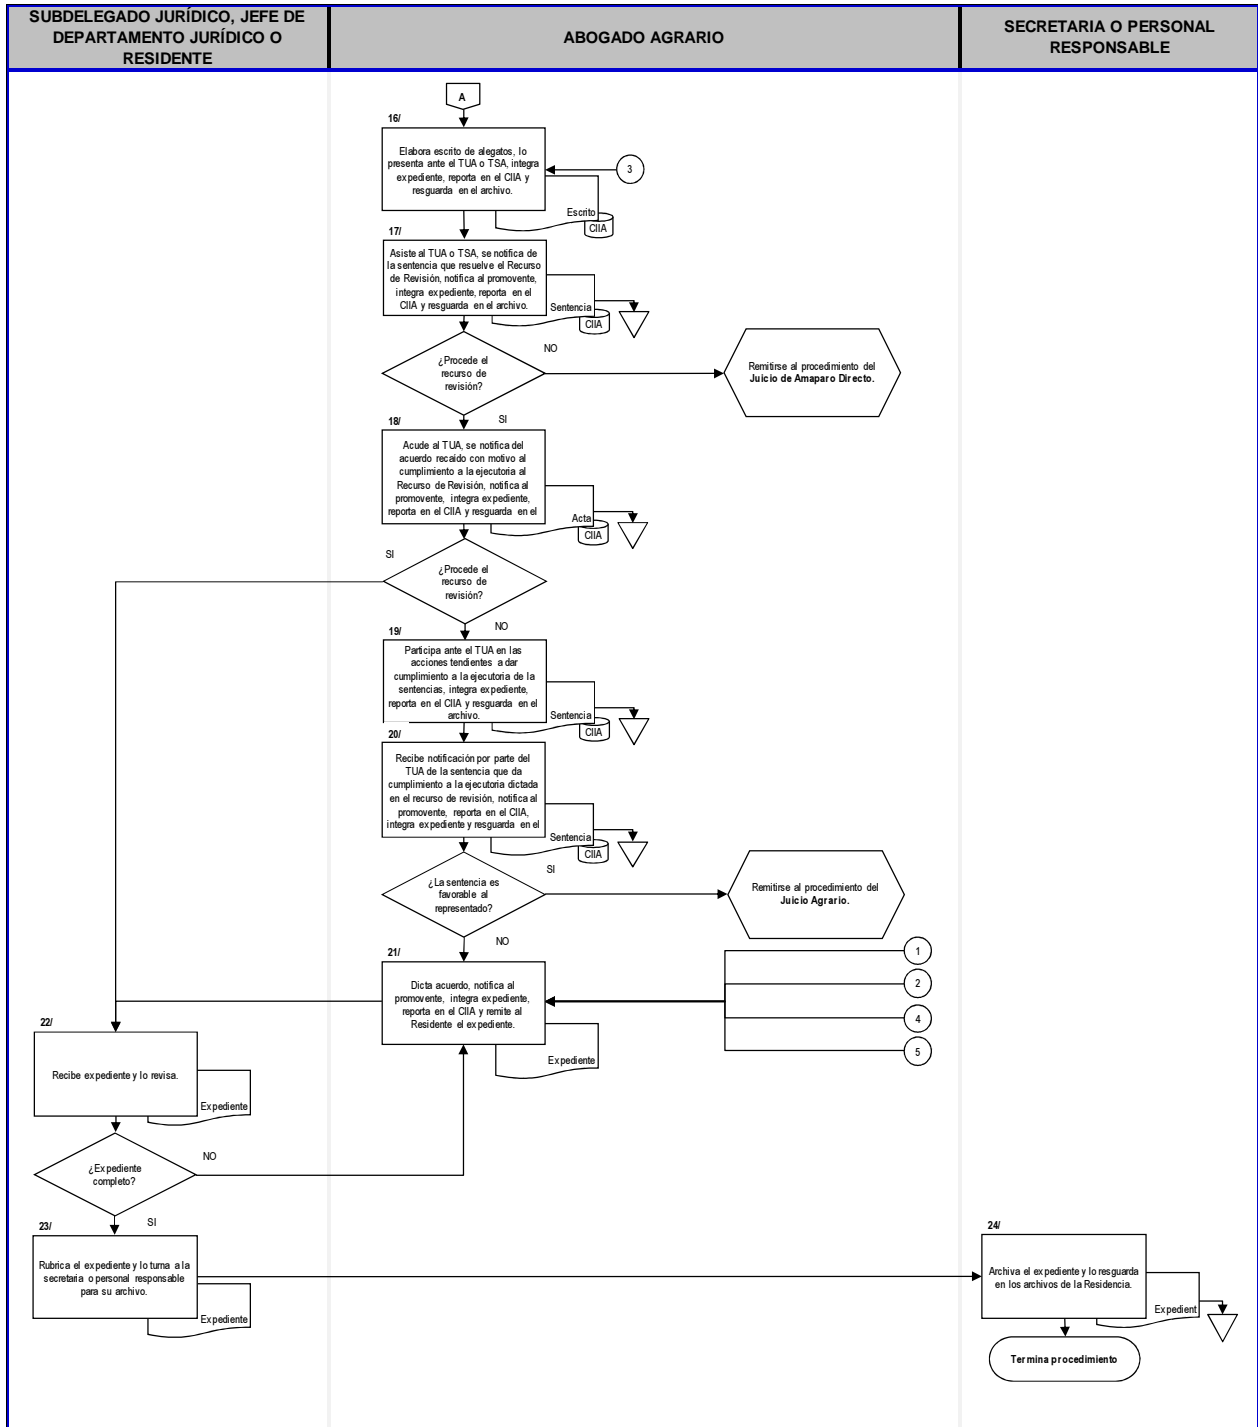 SUBDELEGADO JURÍDICO, JEFE DE
DEPARTAMENTO JURÍDICO O
RESIDENTE
ABOGADO AGRARIO
SECRETARIA O PERSONAL
RESPONSABLE
A
16/
Elabora escrito de alegatos, lo
presenta ante el TUA o TSA, integra
expediente, reporta en el CIIA y
resguarda en el archivo.
3
Escrito
CIIA
17/
Asiste al TUA o TSA, se notifica de
la sentencia que resuelve el Recurso
de Revisión, notifica al promovente,
integra expediente, reporta en el
CIIA y resguarda en el archivo.
Sentencia
CIIA
¿Procede el
recurso de
revisión?
NO
Remitirse al procedimiento del
Juicio de Amaparo Directo.
SI
18/
Acude al TUA, se notifica del
acuerdo recaído con motivo al
cumplimiento a la ejecutoria al
Recurso de Revisión, notifica al
promovente, integra expediente,
reporta en el CIIA y resguarda en el
Acta
CIIA
SI
¿Procede el
recurso de
revisión?
NO
19/
Participa ante el TUA en las
acciones tendientes a dar
cumplimiento a la ejecutoria de la
sentencias, integra expediente,
reporta en el CIIA y resguarda en el
archivo.
Sentencia
CIIA
20/
Recibe notificación por parte del
TUA de la sentencia que da
cumplimiento a la ejecutoria dictada
en el recurso de revisión, notifica al
promovente, reporta en el CIIA,
integra expediente y resguarda en el
Sentencia
CIIA
¿La sentencia es
favorable al
representado?
SI
Remitirse al procedimiento del
Juicio Agrario.
NO
21/
Dicta acuerdo, notifica al
promovente, integra expediente,
reporta en el CIIA y remite al
Residente el expediente.
Expediente
1
2
4
5
22/
Recibe expediente y lo revisa.
Expediente
¿Expediente
completo?
NO
SI
23/
Rubrica el expediente y lo turna a la
secretaria o personal responsable
para su archivo.
Expediente
24/
Archiva el expediente y lo resguarda
en los archivos de la Residencia.
Expedient
Termina procedimiento